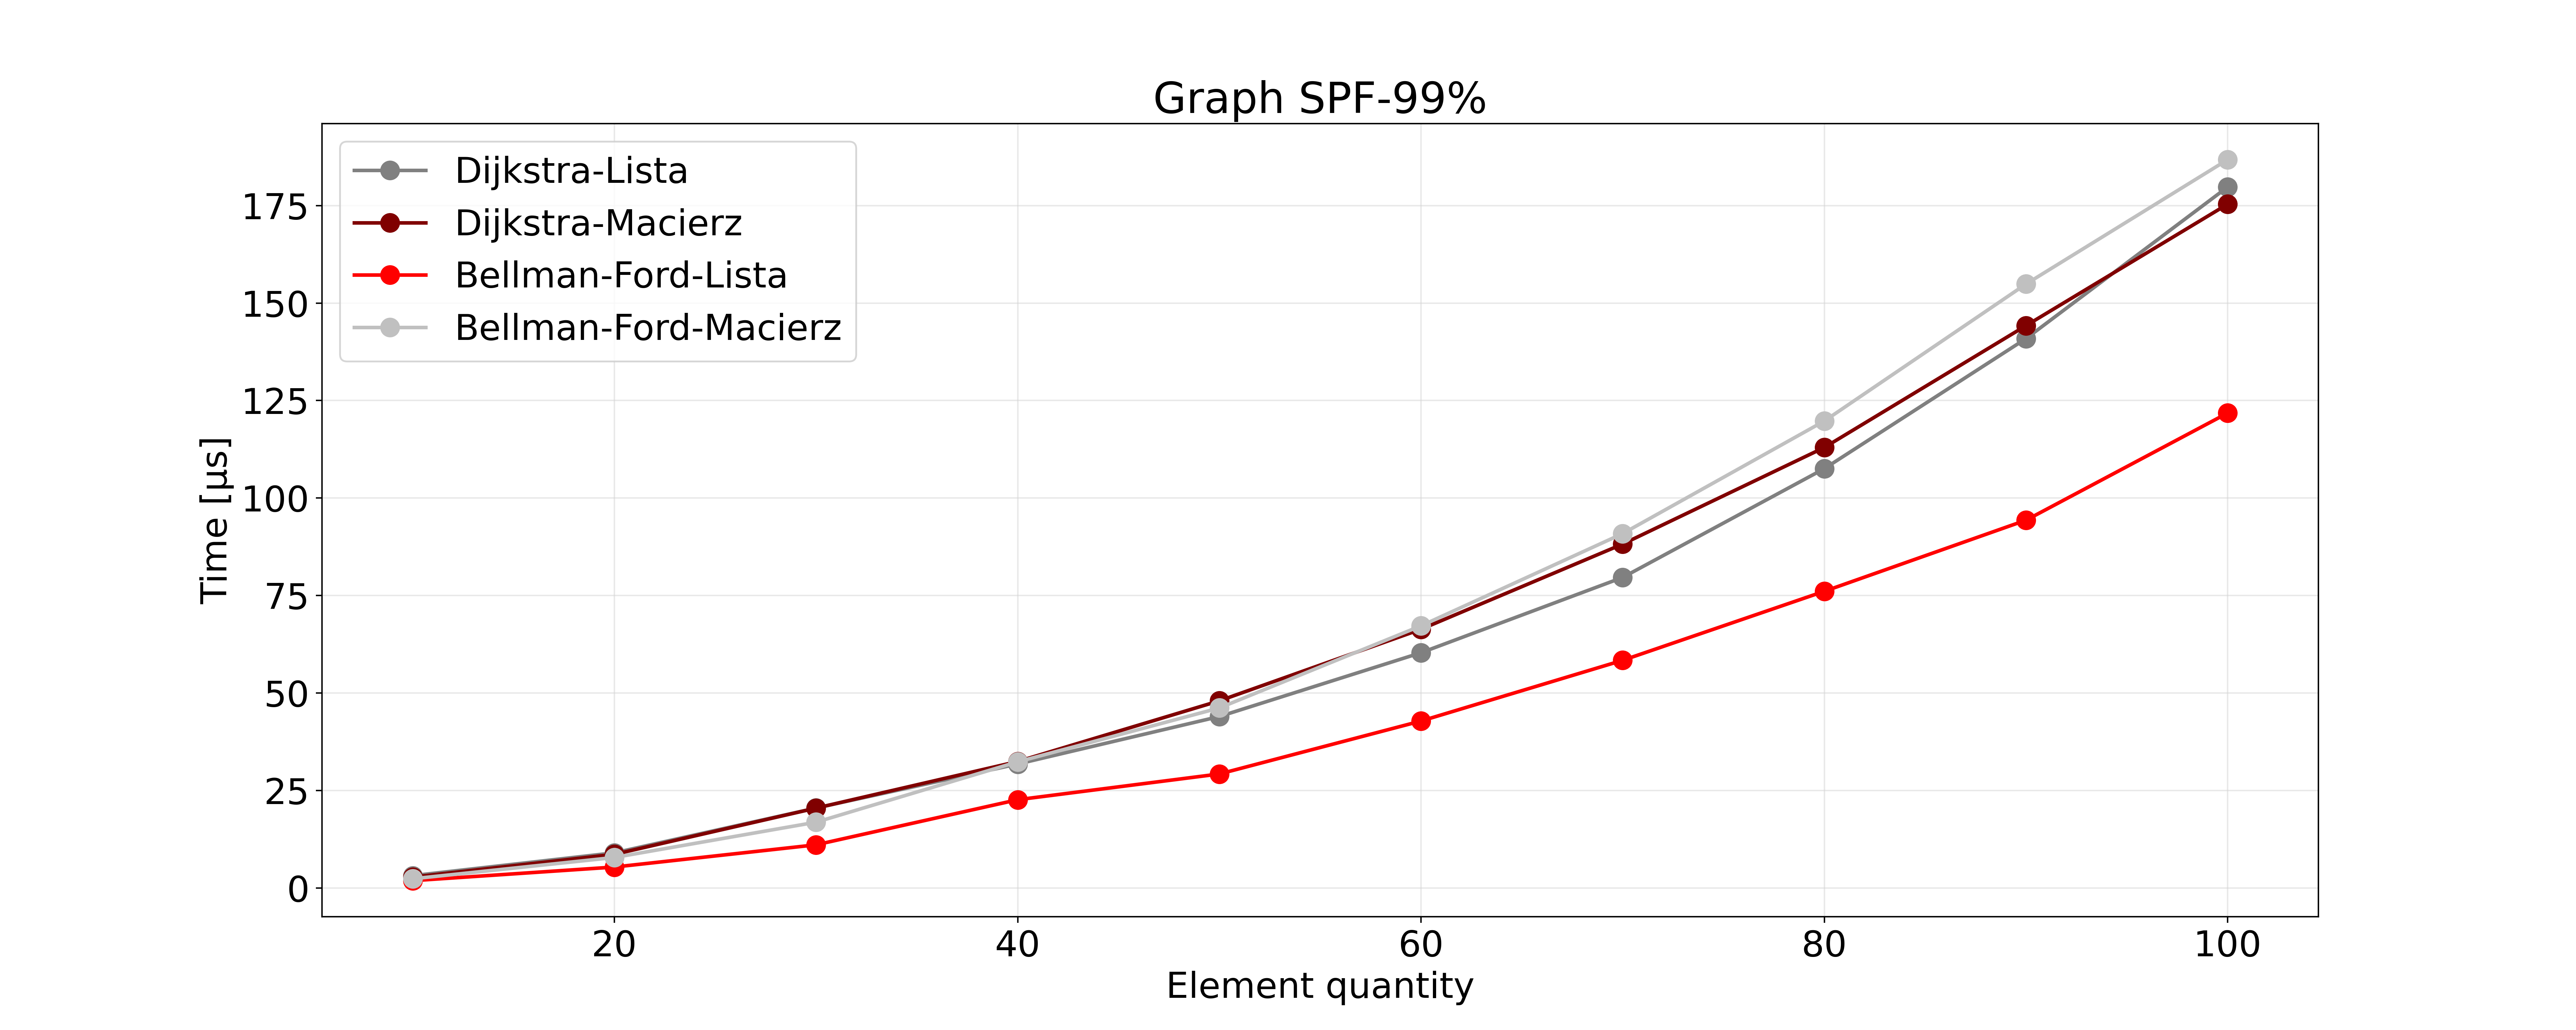 Graph SPF-99%
Dijkstra-Lista
Dijkstra-Macierz
Bellman-Ford-Lista
Bellman-Ford-Macierz
Time [µs]
175
150
125
100
75
50
25
0
20 40 60 80 100
Element quantity